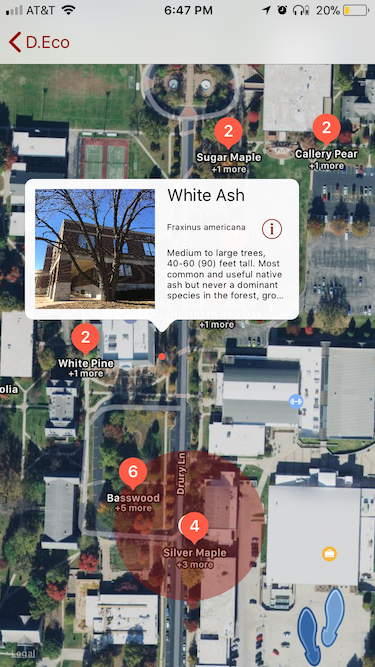 AT&T
6:47 PM
20%
D.Eco
2
Sugar Maple
+1 more
2
Callery Pear
+1 more
White Ash
Fraxinus americana
i
Medium to large trees,
40-60 (90) feet tall. Most
common and useful native
ash but never a dominant
species in the forest, gro...
+1 more
2
White Pine
+1 more
olia
6
Basswood
+5 more
Drury Ln
4
Silver Maple
+3 more
Legal